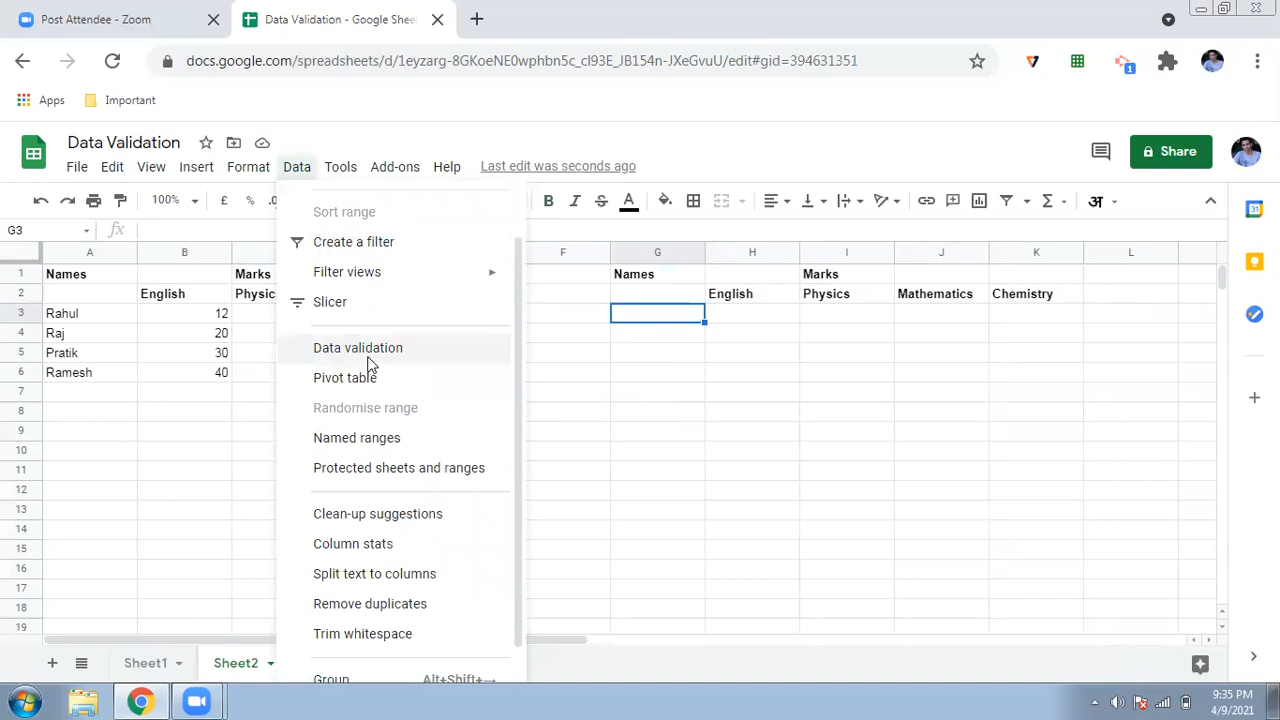 Post Attendee - Zoom
Data Validation - Google Shee
docs.google.com/spreadsheets/d/1eyzarg-8GKoeNE0wphbn5c_cl93E_JB154n-JXeGvuU/edit#gid=394631351
1
Apps
Important
Data Validation
File Edit View Insert Format Data Tools Add-ons Help Last edit was seconds ago
Share
100% £ % .0 B I S A Σ अ
31
G3 fx
Sort range
Create a filter
Filter views
Slicer
Data validation
Pivot table
Randomise range
Named ranges
Protected sheets and ranges
Clean-up suggestions
Column stats
Split text to columns
Remove duplicates
Trim whitespace
Group Alt+Shift+→
A B F G H I J K L
1 Names Marks Names Marks
2 English Physic English Physics Mathematics Chemistry
3 Rahul 12
4 Raj 20
5 Pratik 30
6 Ramesh 40
7
8
9
10
11
12
13
14
15
16
17
18
19
Sheet1 Sheet2
9:35 PM
4/9/2021